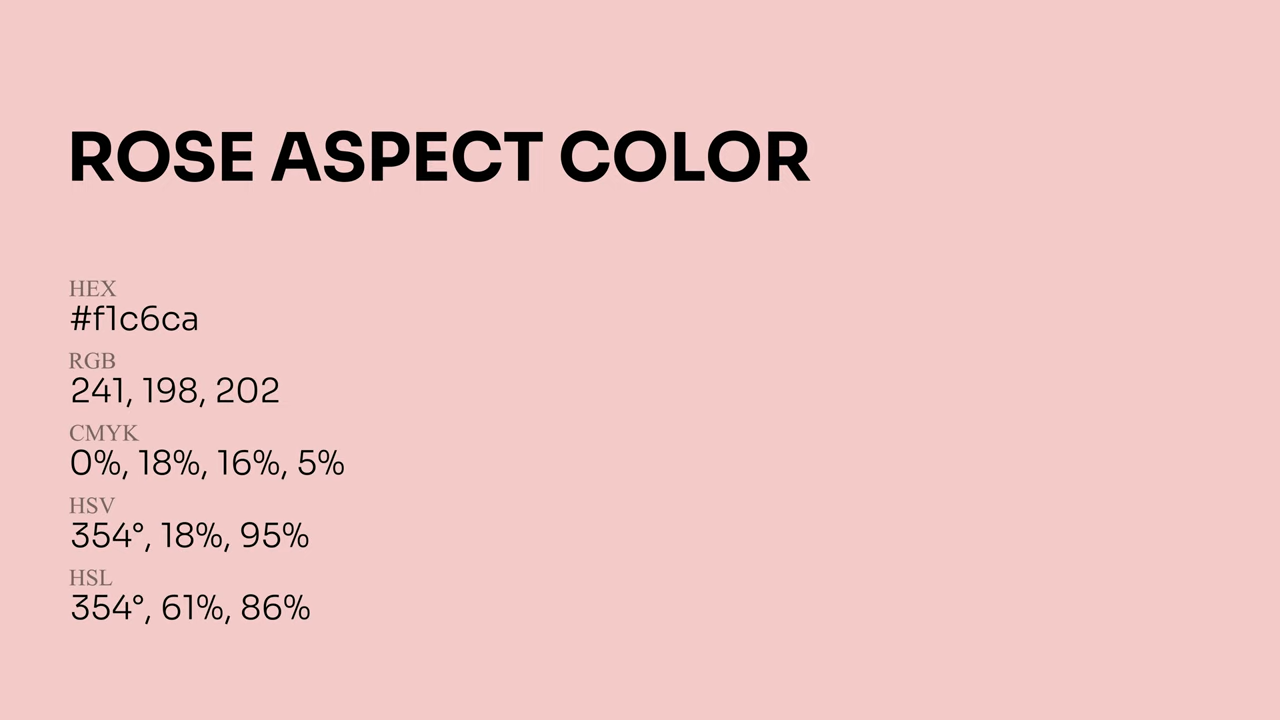 ROSE ASPECT COLOR
HEX
#f1c6ca
RGB
241, 198, 202
CMYK
0%, 18%, 16%, 5%
HSV
354°, 18%, 95%
HSL
354°, 61%, 86%